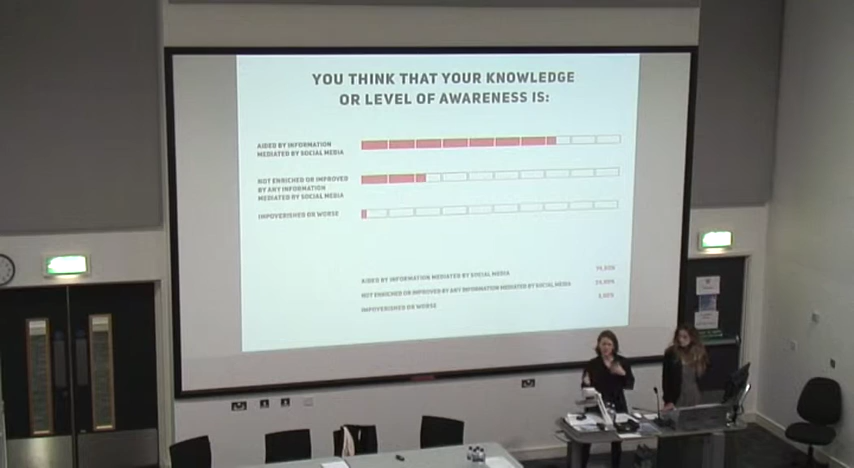 YOU THINK THAT YOUR KNOWLEDGE
OR LEVEL OF AWARENESS IS:
AIDED BY INFORMATION
MEDIATED BY SOCIAL MEDIA
NOT ENRICHED OR IMPROVED
BY ANY INFORMATION
MEDIATED BY SOCIAL MEDIA
IMPOVERISHED OR WORSE
AIDED BY INFORMATION MEDIATED BY SOCIAL MEDIA
NOT ENRICHED OR IMPROVED BY ANY INFORMATION MEDIATED BY SOCIAL MEDIA
IMPOVERISHED OR WORSE